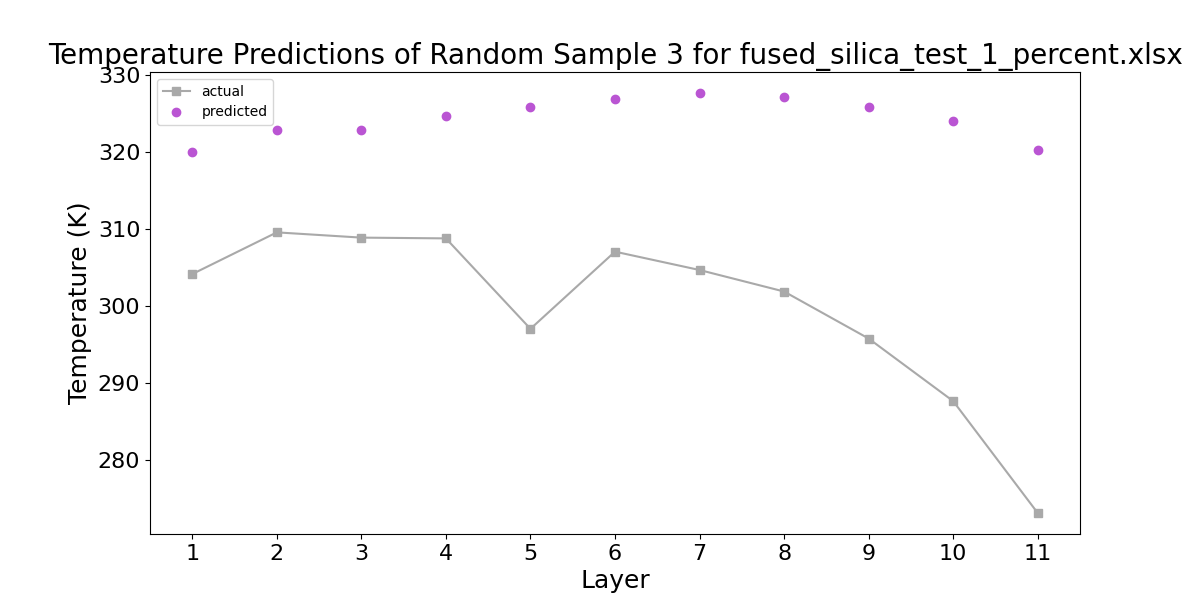 Temperature Predictions of Random Sample 3 for fused_silica_test_1_percent.xlsx
actual
predicted
Temperature (K)
330
320
310
300
290
280
1 2 3 4 5 6 7 8 9 10 11
Layer